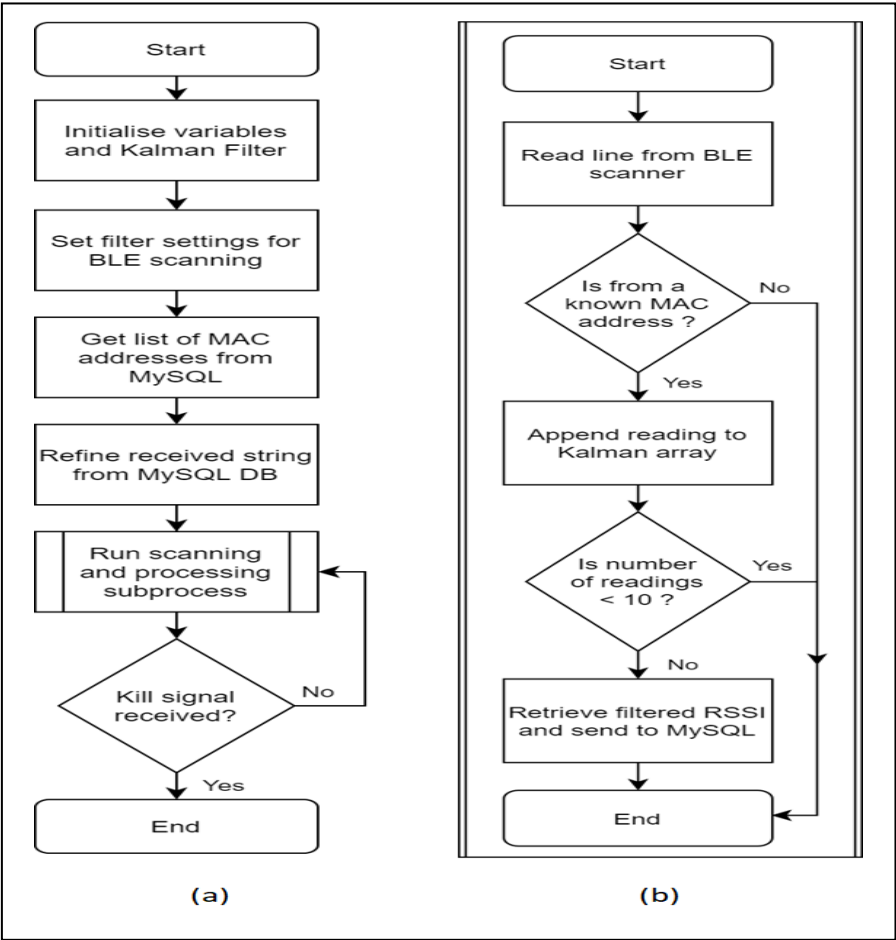 Start
Initialise variables
and Kalman Filter
Set filter settings for
BLE scanning
Get list of MAC
addresses from
MySQL
Refine received string
from MySQL DB
Run scanning
and processing
subprocess
Kill signal
received?
No
Yes
End
(a)
Start
Read line from BLE
scanner
Is from a
known MAC
address ?
No
Yes
Append reading to
Kalman array
Is number
of readings
< 10 ?
Yes
No
Retrieve filtered RSSI
and send to MySQL
End
(b)